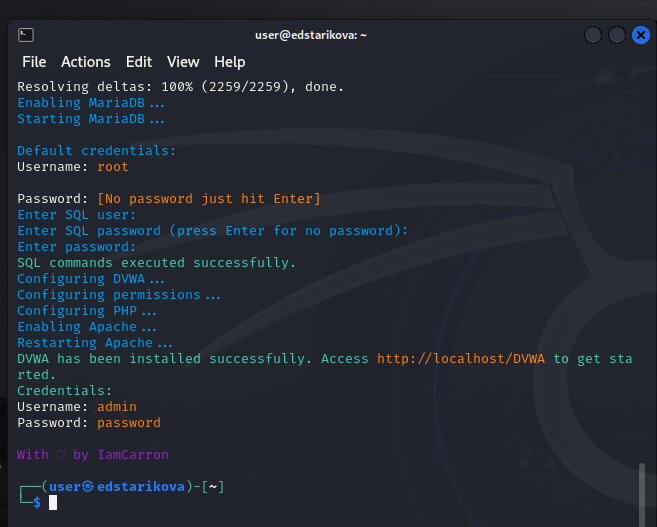 user@edstarikova: ~
File Actions Edit View Help
Resolving deltas: 100% (2259/2259), done.
Enabling MariaDB...
Starting MariaDB...
Default credentials:
Username: root
Password: [No password just hit Enter]
Enter SQL user:
Enter SQL password (press Enter for no password):
Enter password:
SQL commands executed successfully.
Configuring DVWA...
Configuring permissions...
Configuring PHP...
Enabling Apache...
Restarting Apache...
DVWA has been installed successfully. Access http://localhost/DVWA to get sta
rted.
Credentials:
Username: admin
Password: password
With ♡ by IamCarron
┌──(user㉿edstarikova)-[~]
└─$